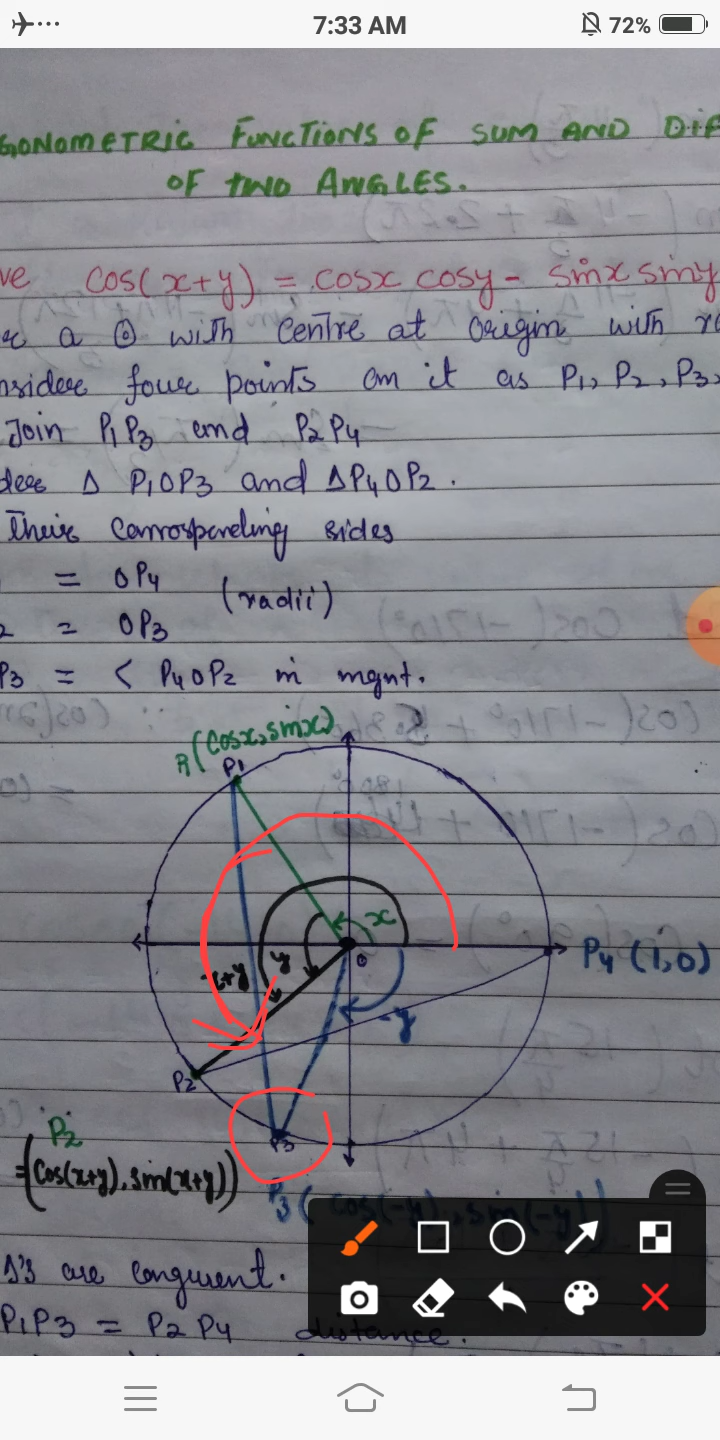 7:33 AM
72%
GONOMETRIC FUNCTIONS OF SUM AND DIF
OF TWO ANGLES.
ve cos(x+y) = cosx cosy - sinx siny
a ⊙ with centre at origin with
nsider four points on it as P1, P2, P3,
Join P1P3 and P2P4
der Δ P1OP3 and ΔP4OP2.
Their corrosponding sides
= OP4
(radii)
2 = OP3
P3 = < P4OP2 in mgnt.
(cosx, sinx)
P1
x
O
P4 (1,0)
y
x+y
-y
P2
P3
P2
=(cos(x+y), sin(x+y))
P3 (cos(-y), sin(-y))
Δ's are congurent.
P1P3 = P2P4 distance.